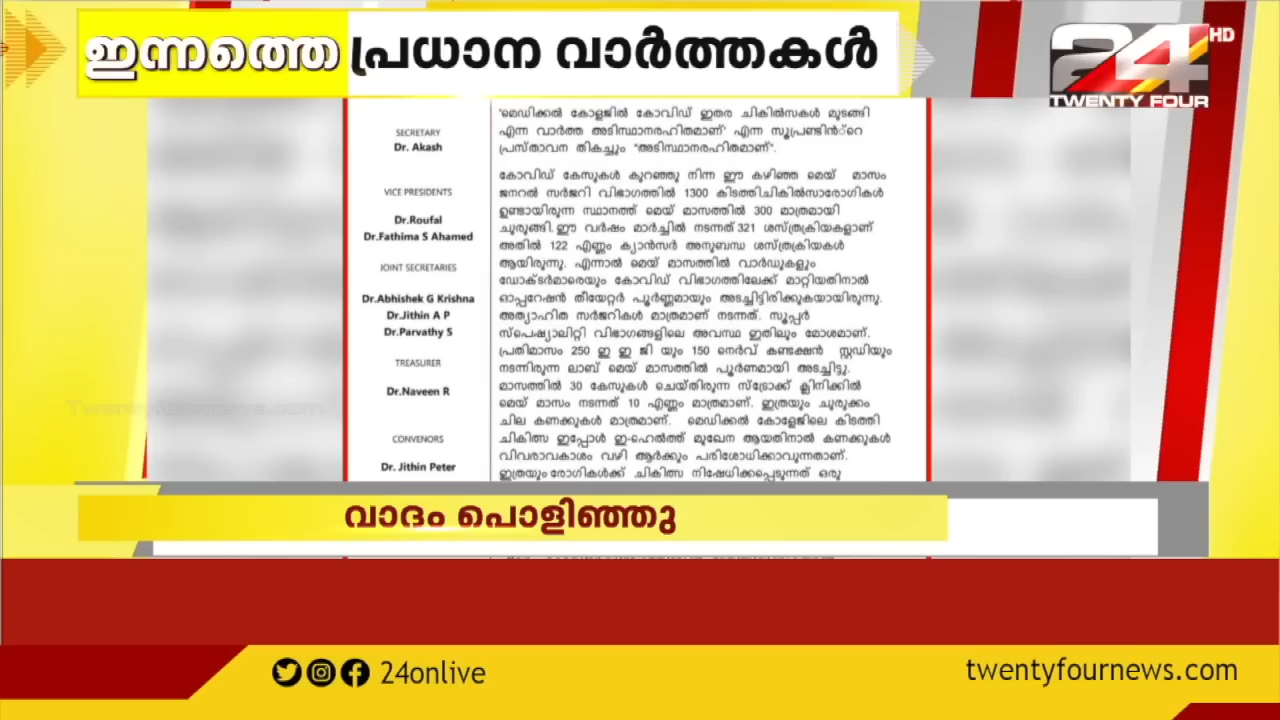 ഇന്നത്തെ പ്രധാന വാർത്തകൾ
24 HD
TWENTY FOUR
SECRETARY
Dr. Akash
VICE PRESIDENTS
Dr.Roufal
Dr.Fathima S Ahamed
JOINT SECRETARIES
Dr.Abhishek G Krishna
Dr.Jithin A P
Dr.Parvathy S
TREASURER
Dr.Naveen R
CONVENORS
Dr. Jithin Peter
'മെഡിക്കൽ കോളജിൽ കോവിഡ് ഇതര ചികിൽസകൾ മുടങ്ങി
എന്ന വാർത്ത അടിസ്ഥാനരഹിതമാണ്' എന്ന സൂപ്രണ്ടിൻ്റെ
പ്രസ്താവന തികച്ചും "അടിസ്ഥാനരഹിതമാണ്".
കോവിഡ് കേസുകൾ കുറഞ്ഞു നിന്ന ഈ കഴിഞ്ഞ മെയ് മാസം
ജനറൽ സർജറി വിഭാഗത്തിൽ 1300 കിടത്തിചികിൽസാരോഗികൾ
ഉണ്ടായിരുന്ന സ്ഥാനത്ത് മെയ് മാസത്തിൽ 300 മാത്രമായി
ചുരുങ്ങി. ഈ വർഷം മാർച്ചിൽ നടന്നത് 321 ശസ്ത്രക്രിയകളാണ്
അതിൽ 122 എണ്ണം ക്യാൻസർ അനുബന്ധ ശസ്ത്രക്രിയകൾ
ആയിരുന്നു. എന്നാൽ മെയ് മാസത്തിൽ വാർഡുകളും
ഡോക്ടർമാരെയും കോവിഡ് വിഭാഗത്തിലേക്ക് മാറ്റിയതിനാൽ
ഓപ്പറേഷൻ തീയേറ്റർ പൂർണ്ണമായും അടച്ചിട്ടിരിക്കുകയായിരുന്നു.
അത്യാഹിത സർജറികൾ മാത്രമാണ് നടന്നത്. സൂപ്പർ
സ്പെഷ്യാലിറ്റി വിഭാഗങ്ങളിലെ അവസ്ഥ ഇതിലും മോശമാണ്.
പ്രതിമാസം 250 ഇ ഇ ജി യും 150 നെർവ് കണ്ടക്ഷൻ സ്റ്റഡിയും
നടന്നിരുന്ന ലാബ് മെയ് മാസത്തിൽ പൂർണമായി അടച്ചിട്ടു.
മാസത്തിൽ 30 കേസുകൾ ചെയ്തിരുന്ന സ്ട്രോക്ക് ക്ലിനിക്കിൽ
മെയ് മാസം നടന്നത് 10 എണ്ണം മാത്രമാണ്. ഇത്രയും ചുരുക്കം
ചില കണക്കുകൾ മാത്രമാണ്. മെഡിക്കൽ കോളേജിലെ കിടത്തി
ചികിത്സ ഇപ്പോൾ ഇ-ഹെൽത്ത് മുഖേന ആയതിനാൽ കണക്കുകൾ
വിവരാവകാശം വഴി ആർക്കും പരിശോധിക്കാവുന്നതാണ്.
ഇത്രയും രോഗികൾക്ക് ചികിത്സ നിഷേധിക്കപ്പെടുന്നത് ഒരു
വാദം പൊളിഞ്ഞു
24onlive
twentyfournews.com